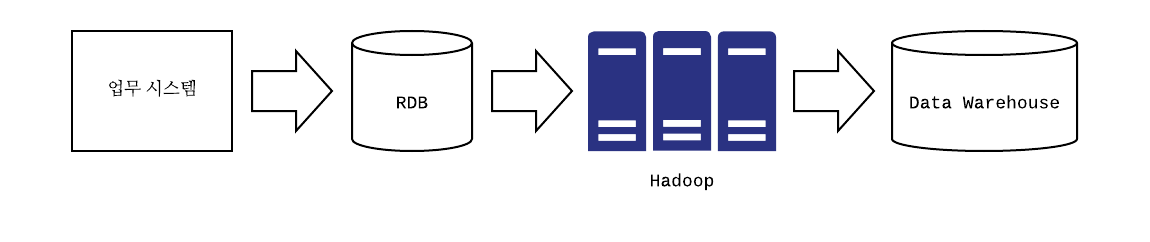 업무 시스템
RDB
Data Warehouse
Hadoop